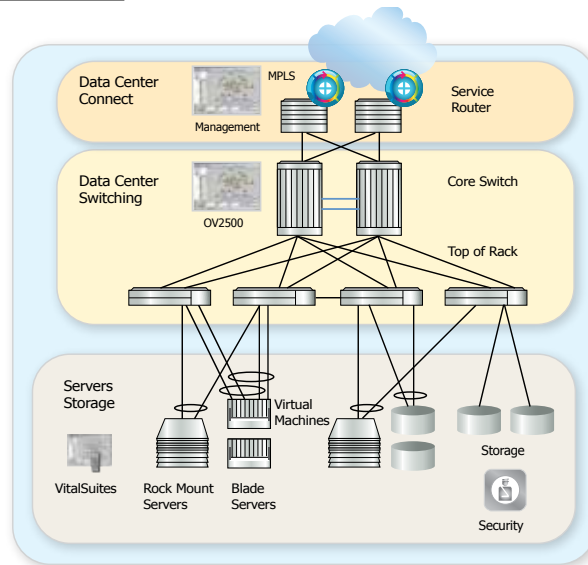 Data Center
Connect
MPLS
Management
Service
Router
Data Center
Switching
OV2500
Core Switch
Top of Rack
Servers
Storage
VitalSuites
Rock Mount
Servers
Blade
Servers
Virtual
Machines
Storage
Security